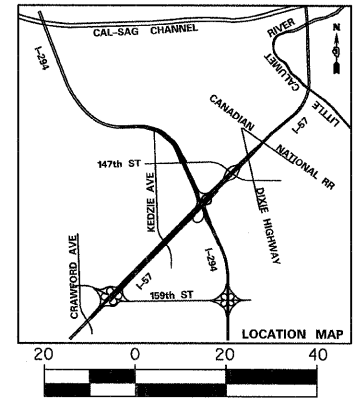 I-294
CAL-SAG CHANNEL
RIVER
CALUMET
LITTLE
N
CANADIAN
NATIONAL RR
I-57
147th ST
KEDZIE AVE
DIXIE HIGHWAY
I-294
CRAWFORD AVE
I-57
159th ST
LOCATION MAP
20 0 20 40